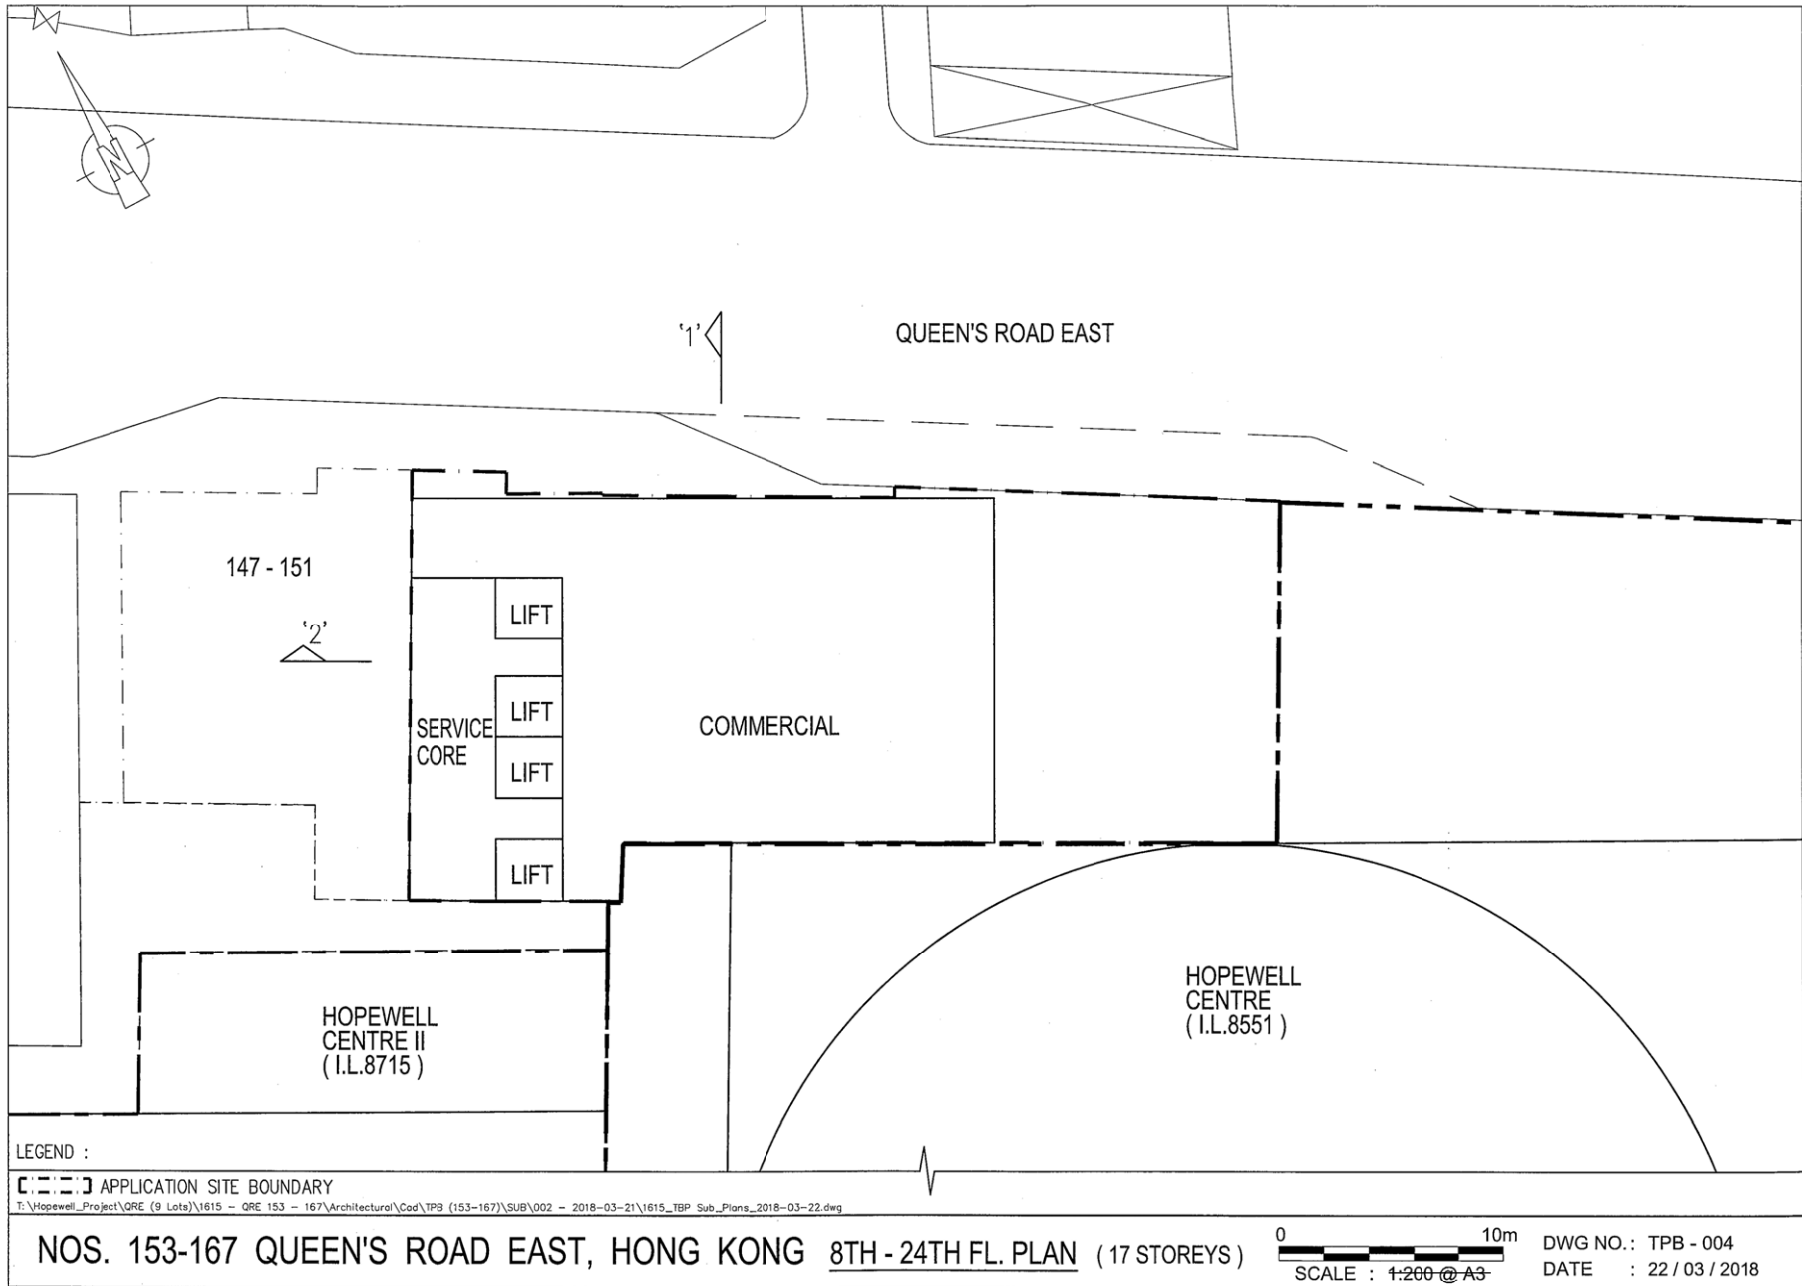 N
'1'
QUEEN'S ROAD EAST
147 - 151
'2'
LIFT
LIFT
LIFT
LIFT
SERVICE
CORE
COMMERCIAL
HOPEWELL
CENTRE
( I.L.8551 )
HOPEWELL
CENTRE II
( I.L.8715 )
LEGEND :
APPLICATION SITE BOUNDARY
T:\Hopewell_Project\QRE (9 Lots)\1615 - QRE 153 - 167\Architectural\Cad\TPB (153-167)\SUB\002 - 2018-03-21\1615_TBP Sub_Plans_2018-03-22.dwg
NOS. 153-167 QUEEN'S ROAD EAST, HONG KONG 8TH - 24TH FL. PLAN ( 17 STOREYS )
0 10m
SCALE : 1:200 @ A3
DWG NO.: TPB - 004
DATE : 22 / 03 / 2018